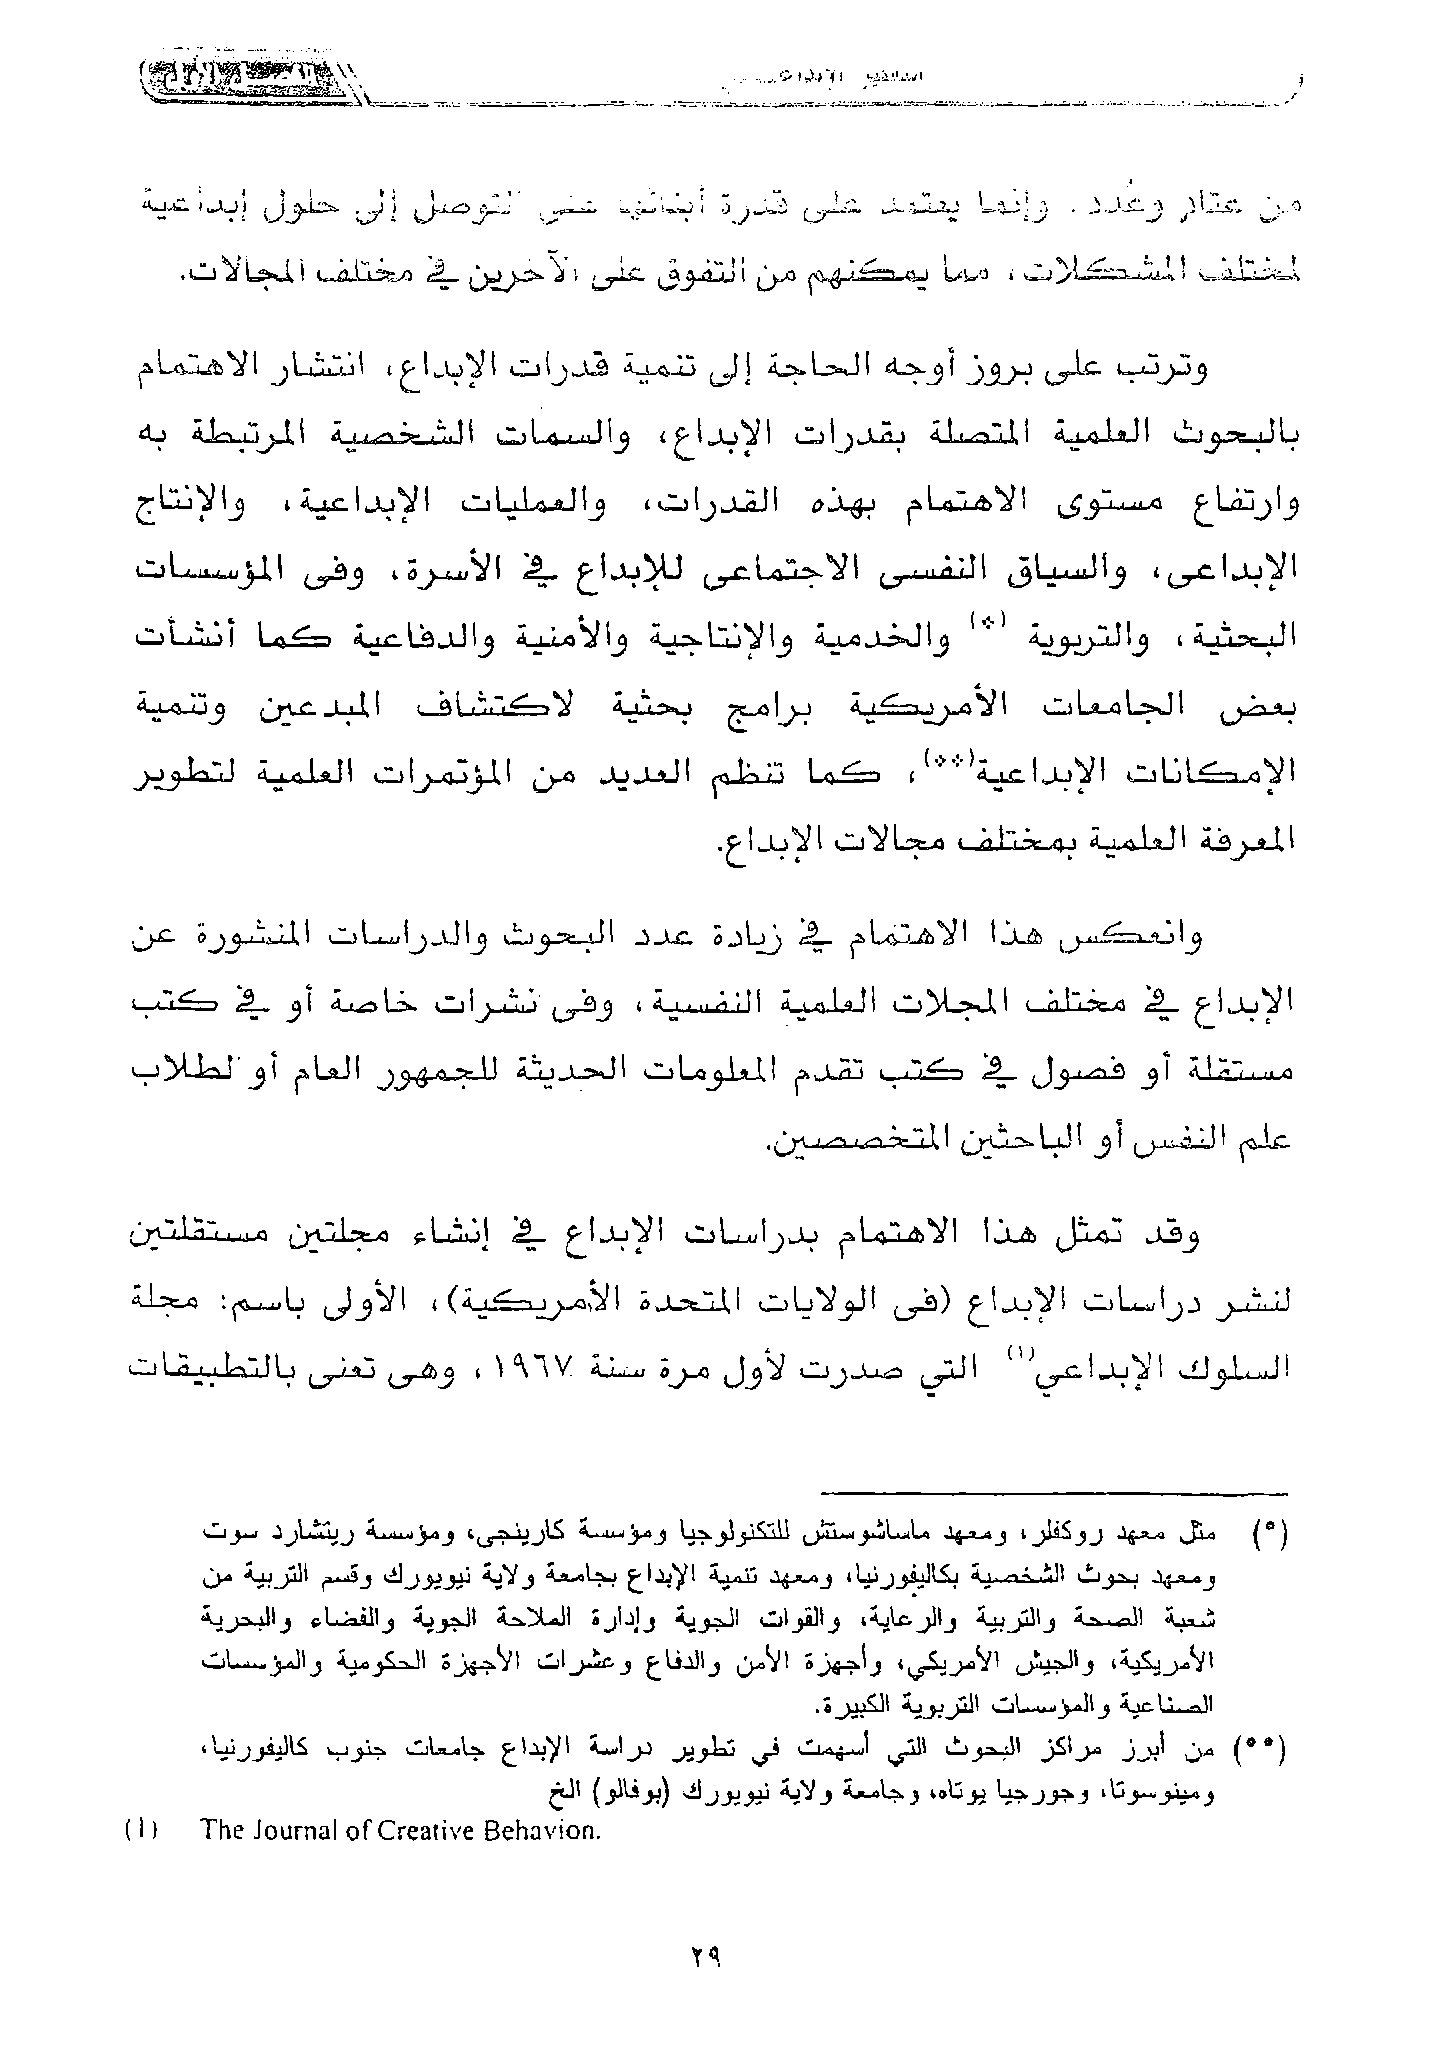 الفصل الأول
من عتاد وعدد. وإنما يعتمد على قدرة أبنائها على التوصل إلى حلول إبداعية
لمختلف المشكلات، مما يمكنهم من التفوق على الآخرين في مختلف المجالات.
وترتب على بروز أوجه الحاجة إلى تنمية قدرات الإبداع، انتشار الاهتمام
بالبحوث العلمية المتصلة بقدرات الإبداع، والسمات الشخصية المرتبطة به
وارتفاع مستوى الاهتمام بهذه القدرات، والعمليات الإبداعية، والإنتاج
الإبداعى، والسياق النفسى الاجتماعى للإبداع في الأسرة، وفى المؤسسات
البحثية، والتربوية (*) والخدمية والإنتاجية والأمنية والدفاعية كما أنشأت
بعض الجامعات الأمريكية برامج بحثية لاكتشاف المبدعين وتنمية
الإمكانات الإبداعية(**)، كما تنظم العديد من المؤتمرات العلمية لتطوير
المعرفة العلمية بمختلف مجالات الإبداع.
وانعكس هذا الاهتمام في زيادة عدد البحوث والدراسات المنشورة عن
الإبداع في مختلف المجلات العلمية النفسية، وفى نشرات خاصة أو في كتب
مستقلة أو فصول في كتب تقدم المعلومات الحديثة للجمهور العام أو لطلاب
علم النفس أو الباحثين المتخصصين.
وقد تمثل هذا الاهتمام بدراسات الإبداع في إنشاء مجلتين مستقلتين
لنشر دراسات الإبداع (فى الولايات المتحدة الأمريكية)، الأولى باسم: مجلة
السلوك الإبداعي(١) التي صدرت لأول مرة سنة ١٩٦٧، وهى تعنى بالتطبيقات
(*) مثل معهد روكفلر، ومعهد ماساشوستش للتكنولوجيا ومؤسسة كارينجى، ومؤسسة ريتشارد سوت
ومعهد بحوث الشخصية بكاليفورنيا، ومعهد تنمية الإبداع بجامعة ولاية نيويورك وقسم التربية من
شعبة الصحة والتربية والرعاية، والقوات الجوية وإدارة الملاحة الجوية والفضاء والبحرية
الأمريكية، والجيش الأمريكي، وأجهزة الأمن والدفاع وعشرات الأجهزة الحكومية والمؤسسات
الصناعية والمؤسسات التربوية الكبيرة.
(**) من أبرز مراكز البحوث التي أسهمت في تطوير دراسة الإبداع جامعات جنوب كاليفورنيا،
ومينوسوتا، وجورجيا يوتاه، وجامعة ولاية نيويورك (بوفالو) الخ
(1) The Journal of Creative Behavion.
٢٩